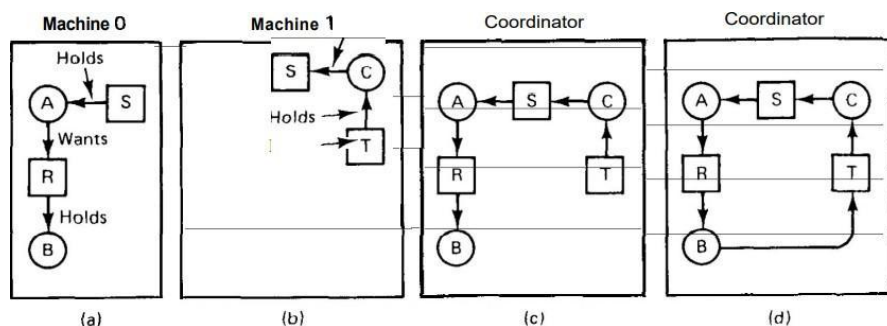 Machine 0
Holds
A
S
Wants
R
Holds
B
(a)
Machine 1
S
C
Holds
T
(b)
Coordinator
A
S
C
R
T
B
(c)
Coordinator
A
S
C
R
T
B
(d)